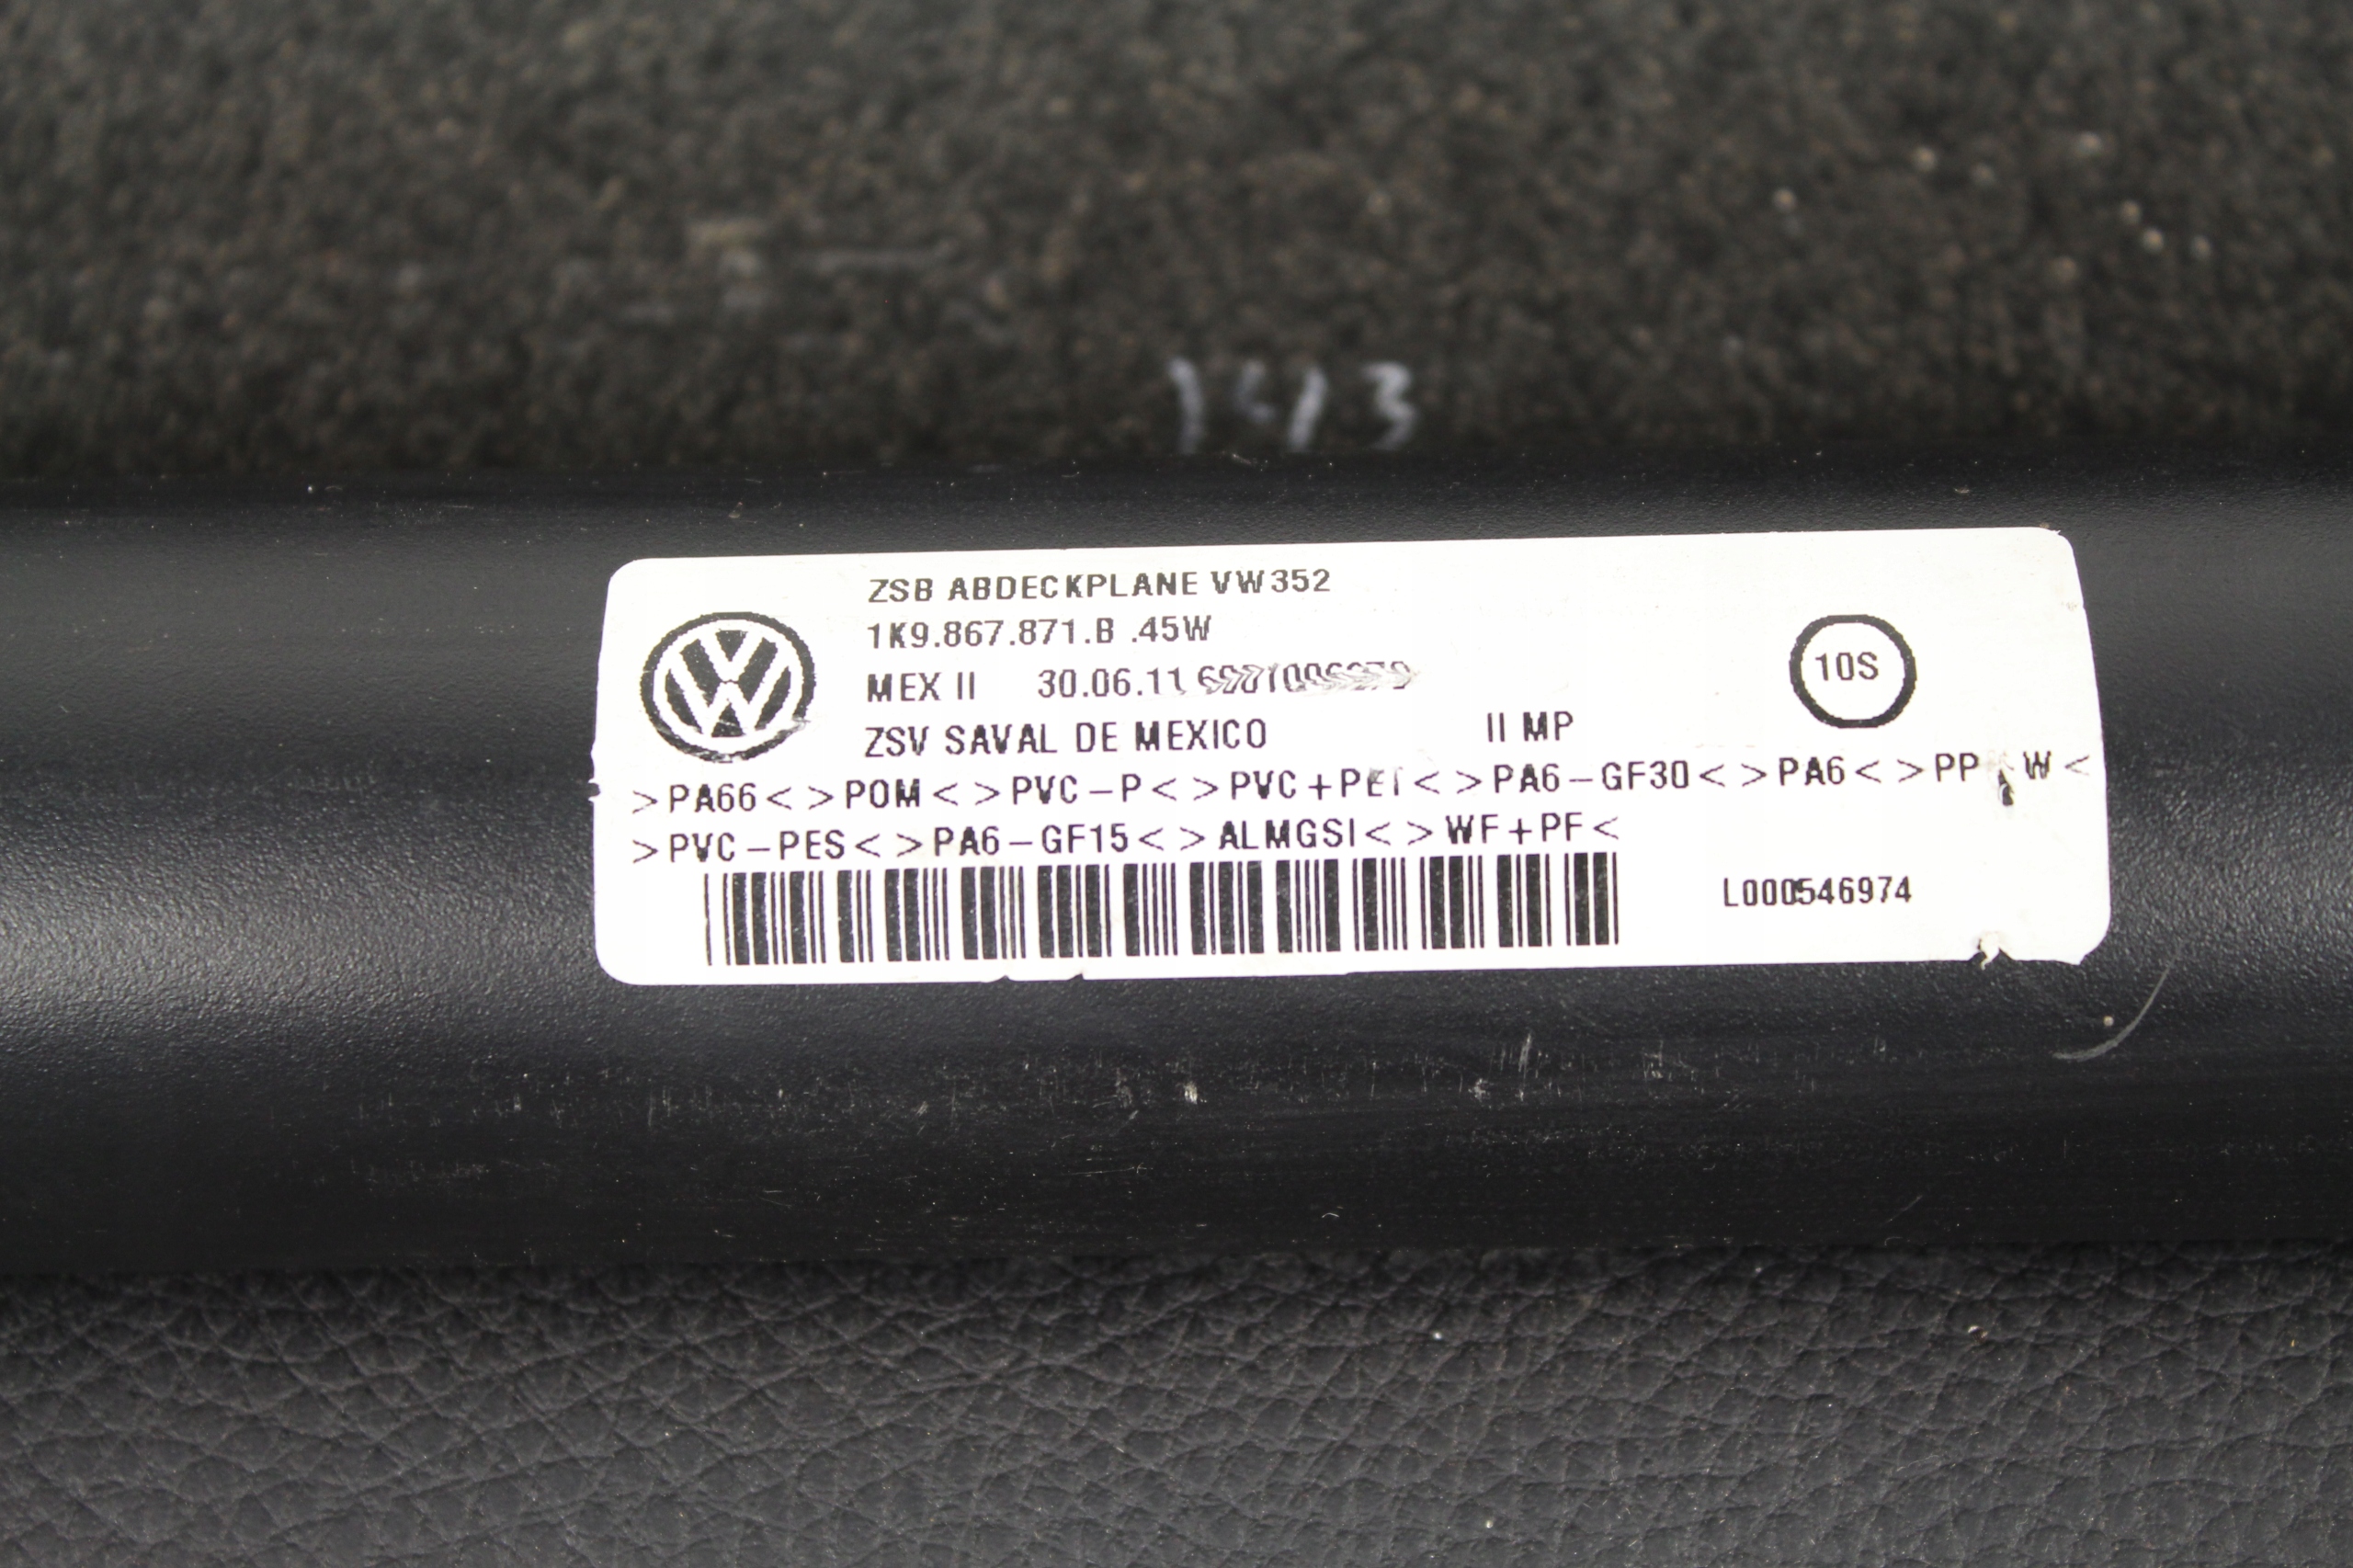 ZSB ABDECKPLANE VW352
1K9.867.871.B .45W
MEX II 30.06.11
10S
ZSV SAVAL DE MEXICO II MP
>PA66< >POM< >PVC-P< >PVC+PET< >PA6-GF30< >PA6< >PP W<
>PVC-PES< >PA6-GF15< >ALMGSI< >WF+PF<
L000546974